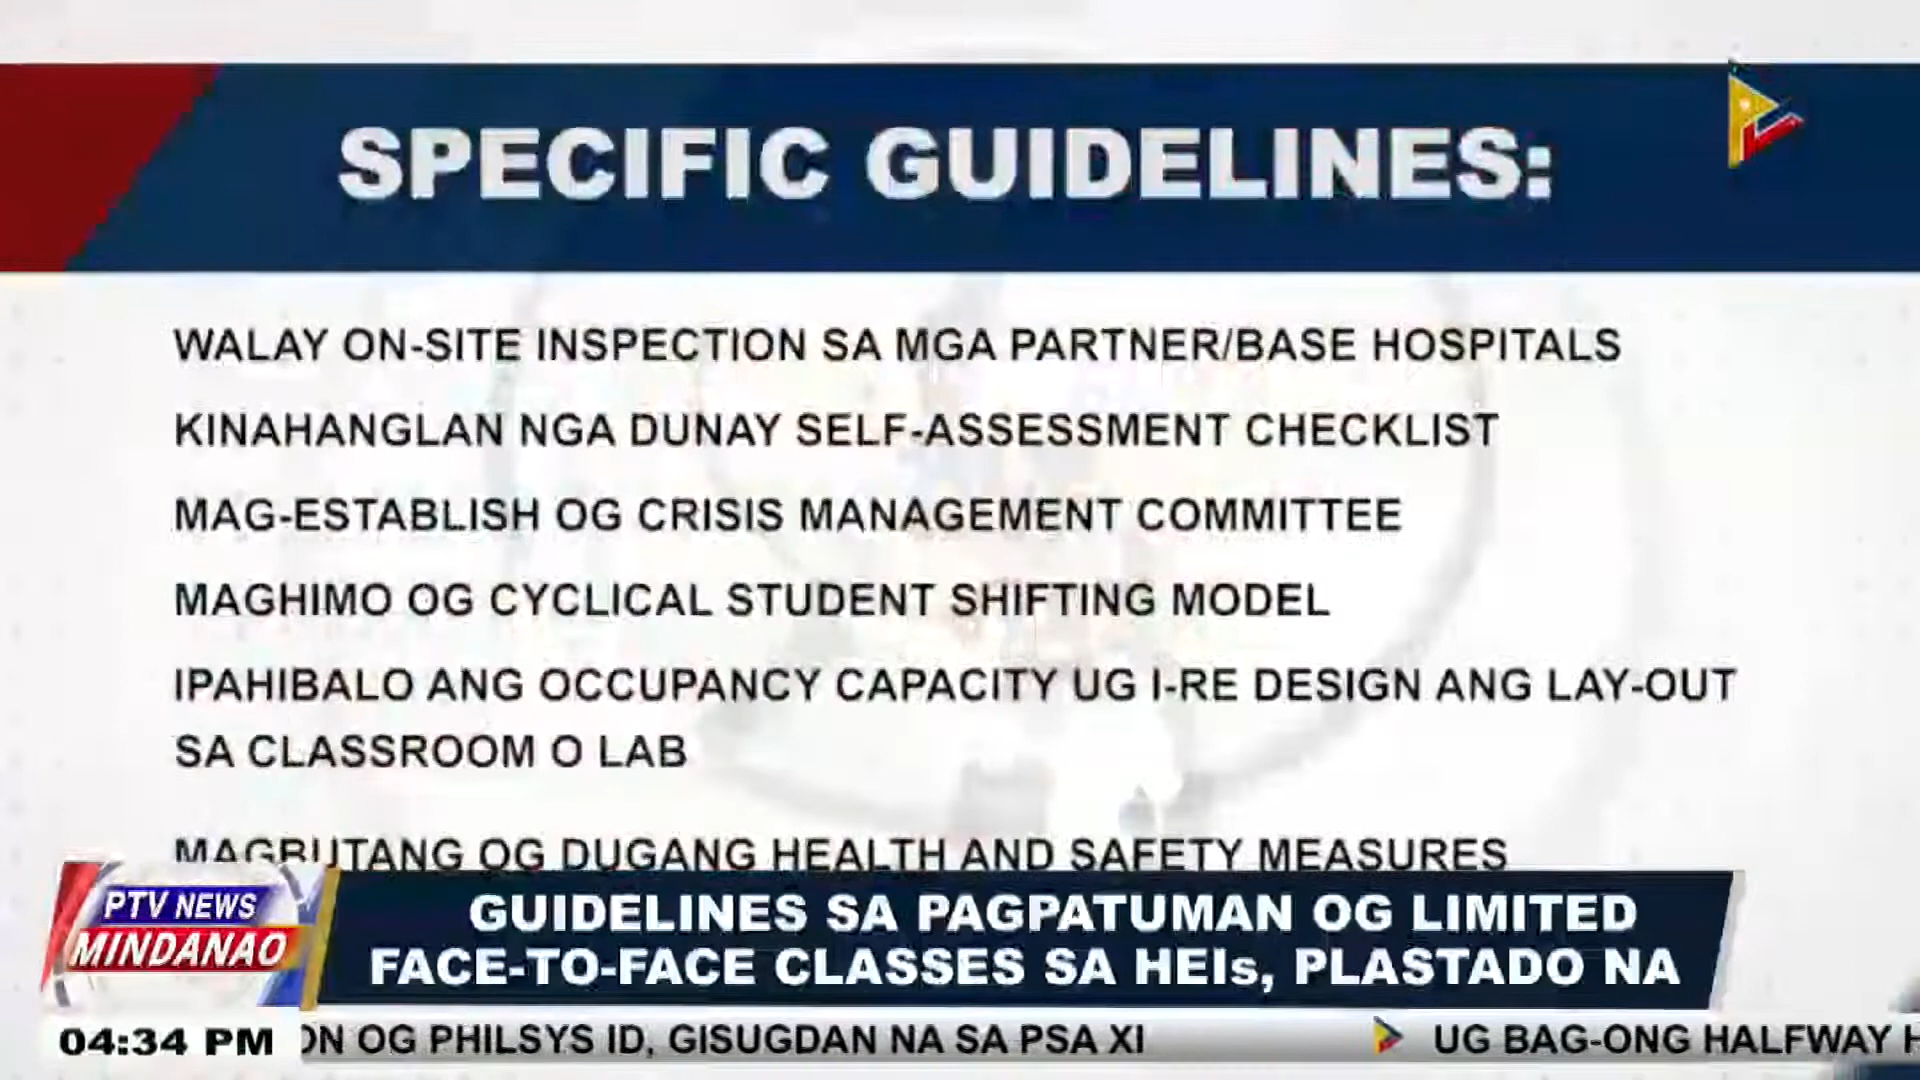 SPECIFIC GUIDELINES:
WALAY ON-SITE INSPECTION SA MGA PARTNER/BASE HOSPITALS
KINAHANGLAN NGA DUNAY SELF-ASSESSMENT CHECKLIST
MAG-ESTABLISH OG CRISIS MANAGEMENT COMMITTEE
MAGHIMO OG CYCLICAL STUDENT SHIFTING MODEL
IPAHIBALO ANG OCCUPANCY CAPACITY UG I-RE DESIGN ANG LAY-OUT
SA CLASSROOM O LAB
MAGBUTANG OG DUGANG HEALTH AND SAFETY MEASURES
PTV NEWS
MINDANAO
GUIDELINES SA PAGPATUMAN OG LIMITED
FACE-TO-FACE CLASSES SA HEIs, PLASTADO NA
04:34 PM
ON OG PHILSYS ID, GISUGDAN NA SA PSA XI
UG BAG-ONG HALFWAY H